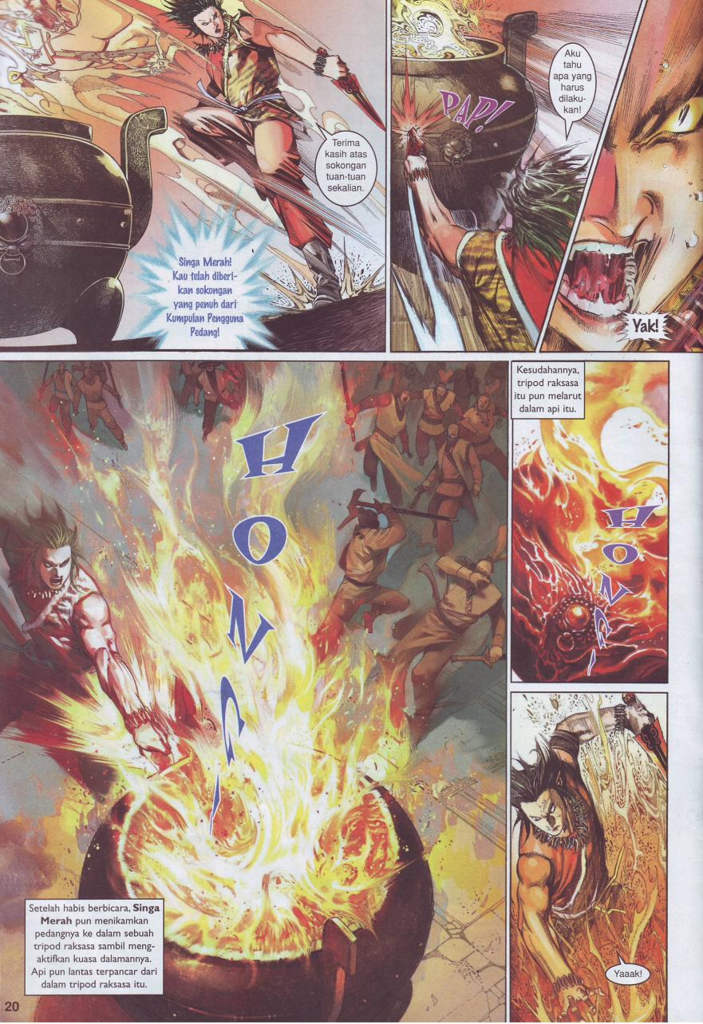 Terima
kasih atas
sokongan
tuan-tuan
sekalian.
Singa Merah!
Kau telah diberi-
kan sokongan
yang penuh dari
Kumpulan Pengguna
Pedang!
Aku
tahu
apa yang
harus
dilaku-
kan!
PAP!
Yak!
HONG!
Setelah habis berbicara, Singa
Merah pun menikamkan
pedangnya ke dalam sebuah
tripod raksasa sambil meng-
aktifkan kuasa dalamannya.
Api pun lantas terpancar dari
dalam tripod raksasa itu.
Kesudahannya,
tripod raksasa
itu pun melarut
dalam api itu.
HONG!
Yaaak!
20